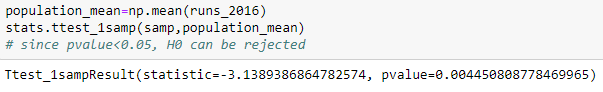 population_mean=np.mean(runs_2016)
stats.ttest_1samp(samp,population_mean)
# since pvalue<0.05, H0 can be rejected
Ttest_1sampResult(statistic=-3.1389386864782574, pvalue=0.004450808778469965)